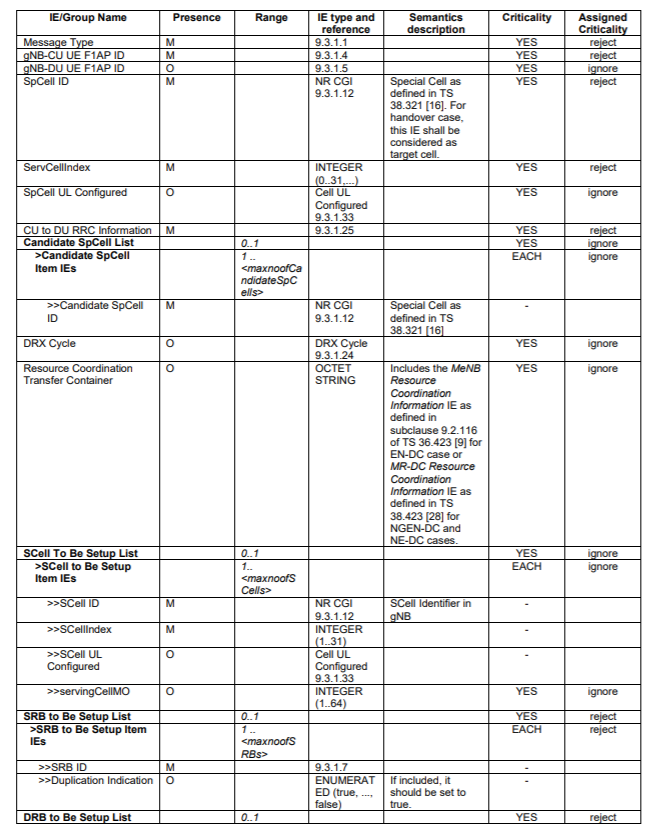 IE/Group Name Presence Range IE type and reference Semantics description Criticality Assigned Criticality
Message Type M 9.3.1.1 YES reject
gNB-CU UE F1AP ID M 9.3.1.4 YES reject
gNB-DU UE F1AP ID O 9.3.1.5 YES ignore
SpCell ID M NR CGI 9.3.1.12 Special Cell as defined in TS 38.321 [16]. For handover case, this IE shall be considered as target cell. YES reject
ServCellIndex M INTEGER (0..31,...) YES reject
SpCell UL Configured O Cell UL Configured 9.3.1.33 YES ignore
CU to DU RRC Information M 9.3.1.25 YES reject
Candidate SpCell List 0..1 YES ignore
>Candidate SpCell Item IEs 1 .. <maxnoofCandidateSpCells> EACH ignore
>>Candidate SpCell ID M NR CGI 9.3.1.12 Special Cell as defined in TS 38.321 [16] -
DRX Cycle O DRX Cycle 9.3.1.24 YES ignore
Resource Coordination Transfer Container O OCTET STRING Includes the MeNB Resource Coordination Information IE as defined in subclause 9.2.116 of TS 36.423 [9] for EN-DC case or MR-DC Resource Coordination Information IE as defined in TS 38.423 [28] for NGEN-DC and NE-DC cases. YES ignore
SCell To Be Setup List 0..1 YES ignore
>SCell to Be Setup Item IEs 1.. <maxnoofSCells> EACH ignore
>>SCell ID M NR CGI 9.3.1.12 SCell Identifier in gNB -
>>SCellIndex M INTEGER (1..31) -
>>SCell UL Configured O Cell UL Configured 9.3.1.33 -
>>servingCellMO O INTEGER (1..64) YES ignore
SRB to Be Setup List 0..1 YES reject
>SRB to Be Setup Item IEs 1 .. <maxnoofSRBs> EACH reject
>>SRB ID M 9.3.1.7 -
>>Duplication Indication O ENUMERATED (true, ..., false) If included, it should be set to true. -
DRB to Be Setup List 0..1 YES reject